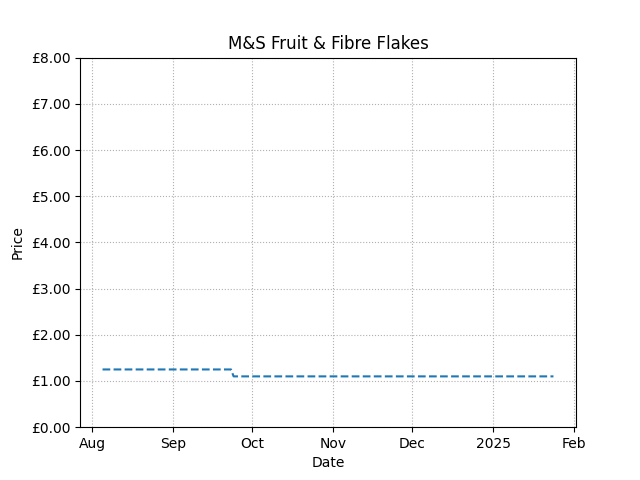 M&S Fruit & Fibre Flakes
£8.00
£7.00
£6.00
£5.00
£4.00
£3.00
£2.00
£1.00
£0.00
Price
Aug Sep Oct Nov Dec 2025 Feb
Date